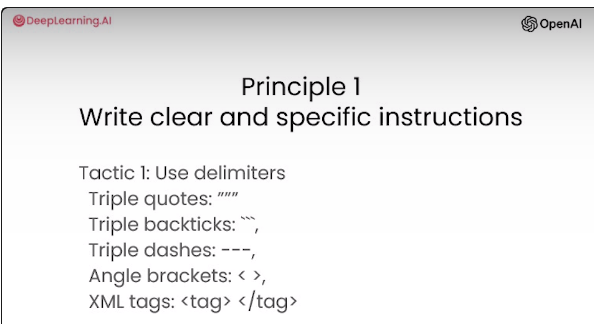 DeepLearning.AI
OpenAI
Principle 1
Write clear and specific instructions
Tactic 1: Use delimiters
Triple quotes: """
Triple backticks: ```,
Triple dashes: ---,
Angle brackets: < >,
XML tags: <tag> </tag>